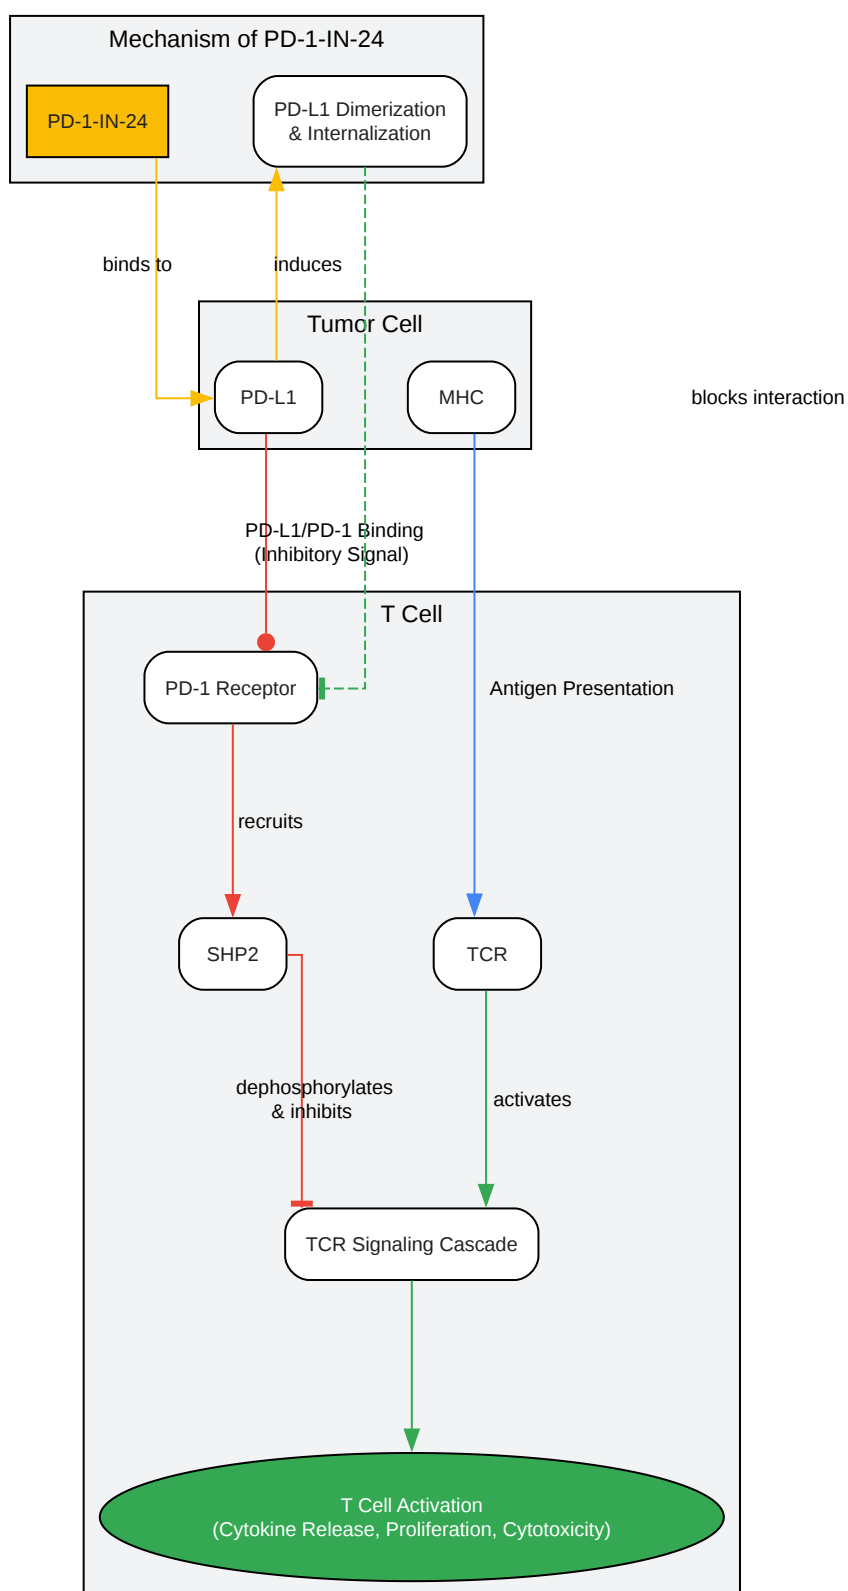 Mechanism of PD-1-IN-24
PD-1-IN-24
PD-L1 Dimerization
& Internalization
binds to
induces
Tumor Cell
PD-L1
MHC
blocks interaction
PD-L1/PD-1 Binding
(Inhibitory Signal)
T Cell
PD-1 Receptor
Antigen Presentation
recruits
SHP2
TCR
dephosphorylates
& inhibits
activates
TCR Signaling Cascade
T Cell Activation
(Cytokine Release, Proliferation, Cytotoxicity)